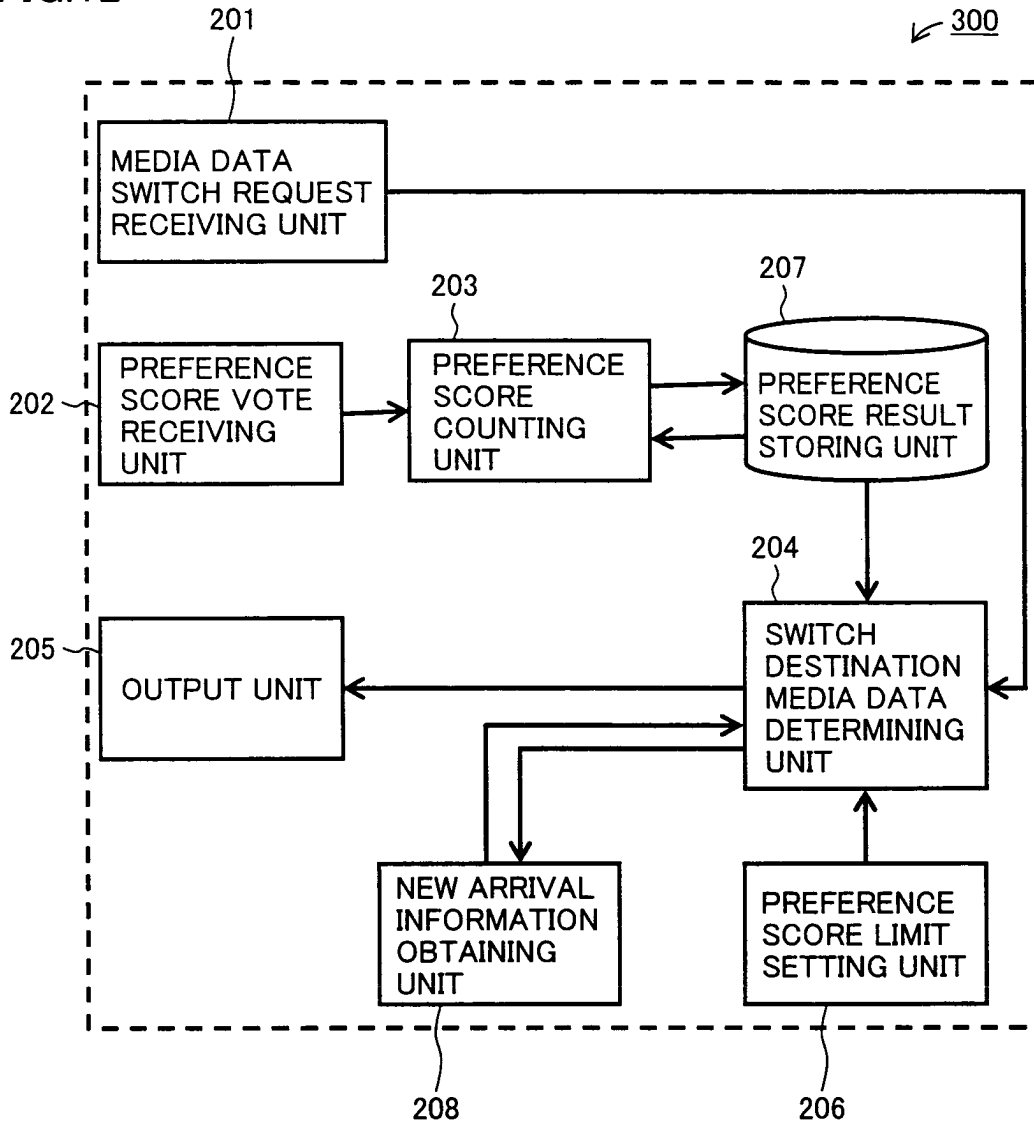 201
300
MEDIA DATA
SWITCH REQUEST
RECEIVING UNIT
203
207
202
PREFERENCE
SCORE VOTE
RECEIVING
UNIT
PREFERENCE
SCORE
COUNTING
UNIT
PREFERENCE
SCORE RESULT
STORING UNIT
204
205
OUTPUT UNIT
SWITCH
DESTINATION
MEDIA DATA
DETERMINING
UNIT
NEW ARRIVAL
INFORMATION
OBTAINING
UNIT
PREFERENCE
SCORE LIMIT
SETTING UNIT
208
206